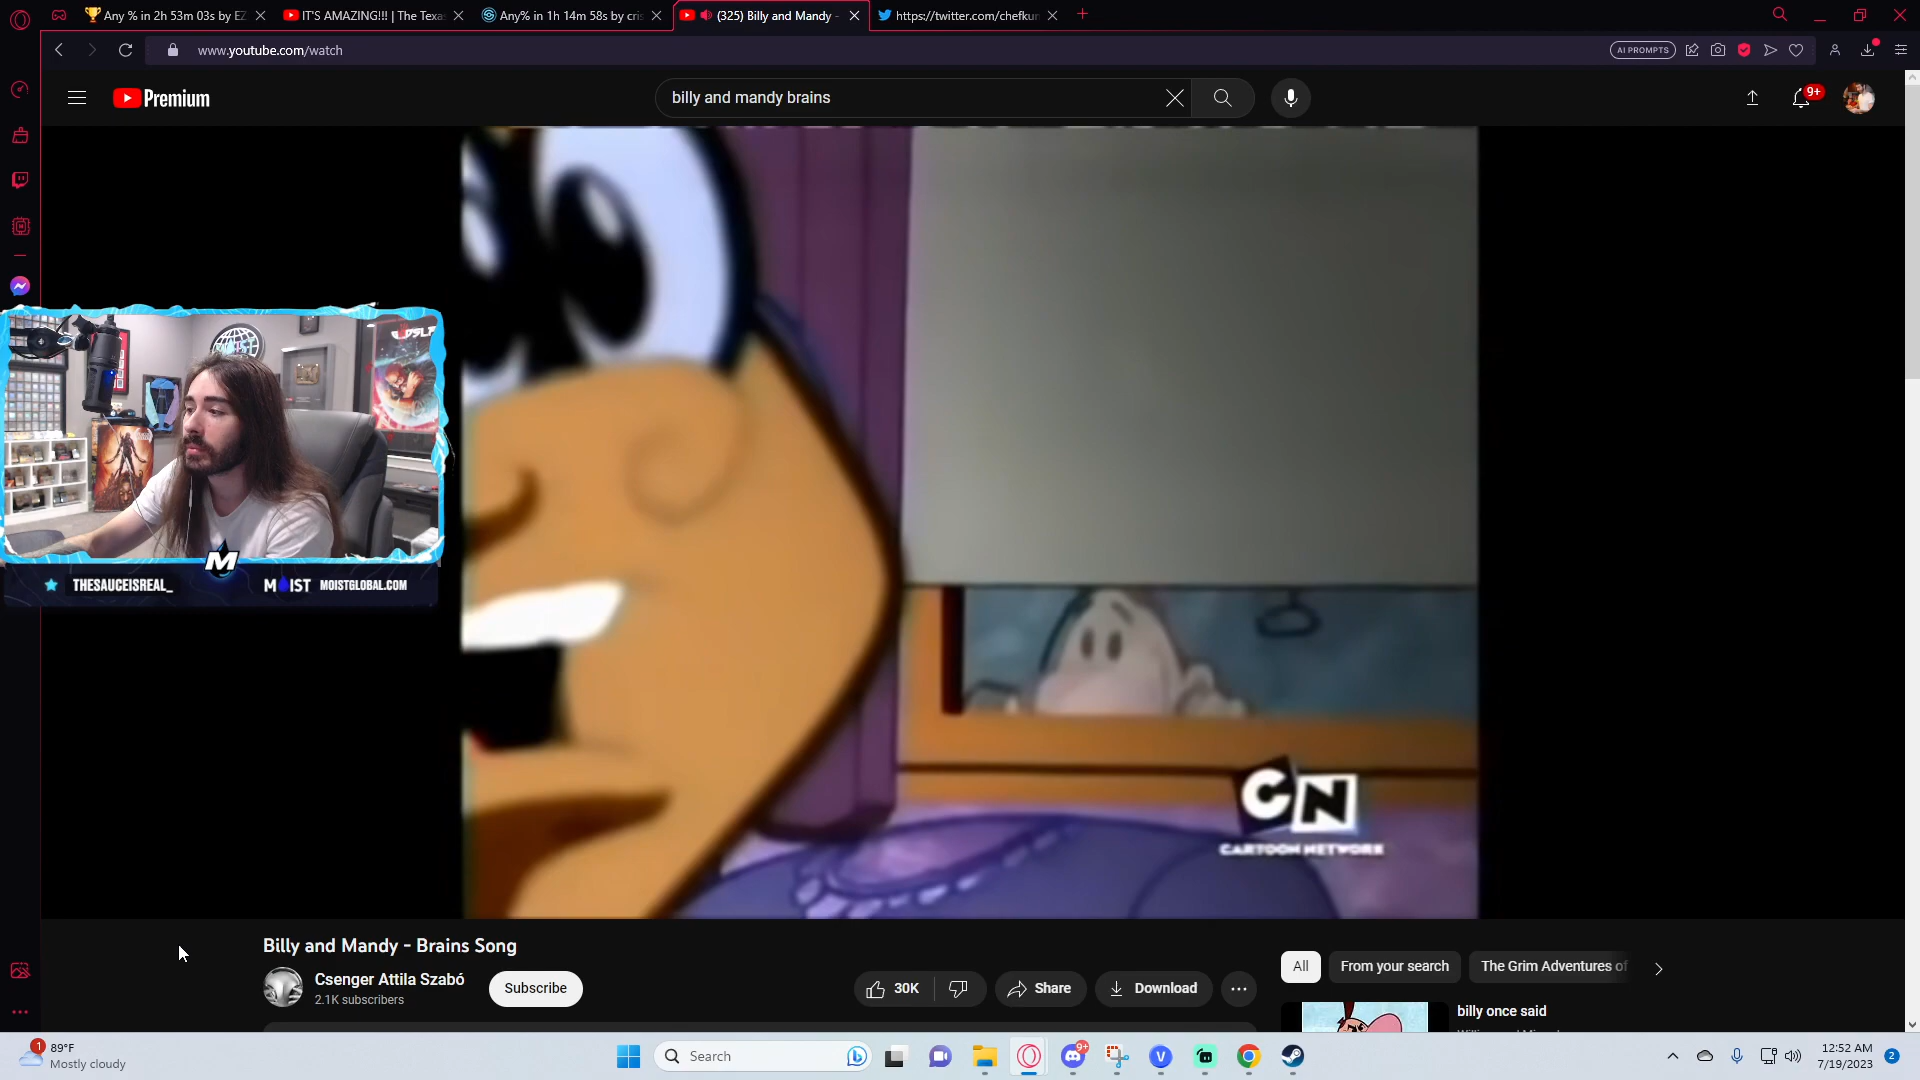 Any % in 2h 53m 03s by EZ
IT'S AMAZING!!! | The Texa
Any% in 1h 14m 58s by cri
(325) Billy and Mandy -
https://twitter.com/chefkun
www.youtube.com/watch
AI PROMPTS
Premium
billy and mandy brains
9+
THESAUCEISREAL_
M
MOIST
MOISTGLOBAL.COM
CN
CARTOON NETWORK
Billy and Mandy - Brains Song
Csenger Attila Szabó
2.1K subscribers
Subscribe
30K
Share
Download
All
From your search
The Grim Adventures of
billy once said
1
89°F
Mostly cloudy
Search
9+
V
12:52 AM
7/19/2023
2